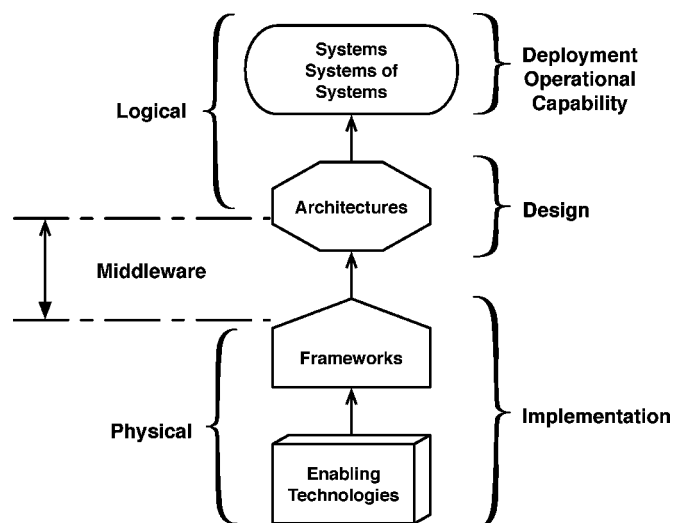 Systems
Systems of
Systems
Deployment
Operational
Capability
Logical
Architectures
Design
Middleware
Frameworks
Physical
Implementation
Enabling
Technologies